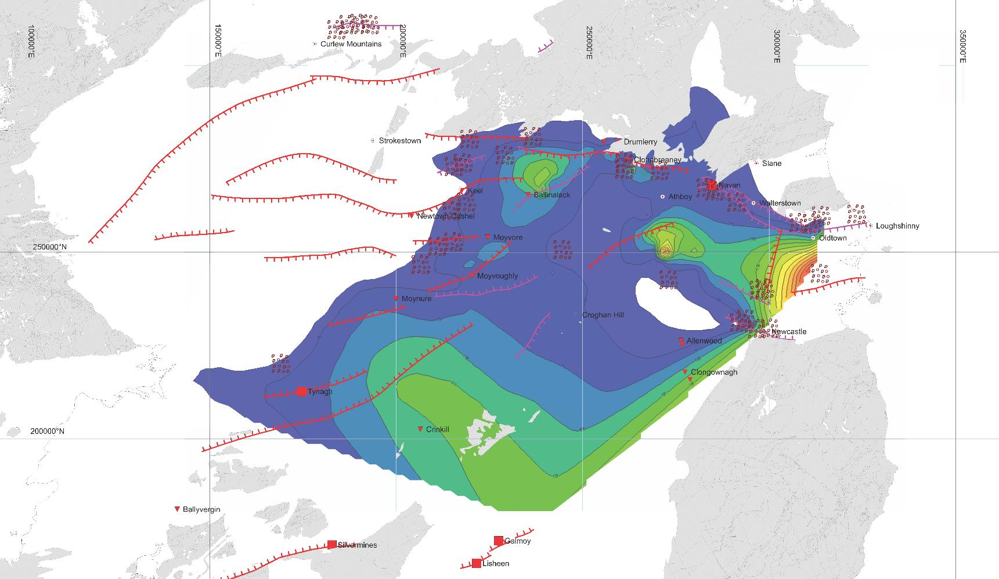 100000°E
150000°E
200000°E
250000°E
300000°E
350000°E
Curlew Mountains
Strokestown
Drumlerry
Clonabreaney
Slane
Keel
Navan
Ballinalack
Athboy
Walterstown
Newtown Cashel
Loughshinny
Moyvore
Oldtown
250000°N
Moyvoughly
Moynure
Croghan Hill
Newcastle
Allenwood
Clongownagh
Tynagh
200000°N
Crinkill
Ballyvergin
Galmoy
Silvermines
Lisheen